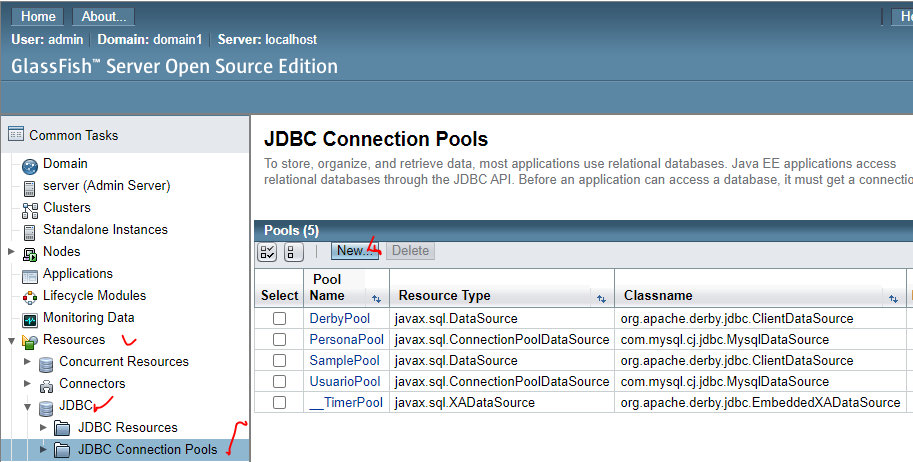 Home About... He
User: admin Domain: domain1 Server: localhost
GlassFish™ Server Open Source Edition
Common Tasks
Domain
server (Admin Server)
Clusters
Standalone Instances
Nodes
Applications
Lifecycle Modules
Monitoring Data
Resources
Concurrent Resources
Connectors
JDBC
JDBC Resources
JDBC Connection Pools
JDBC Connection Pools
To store, organize, and retrieve data, most applications use relational databases. Java EE applications access
relational databases through the JDBC API. Before an application can access a database, it must get a connectio
Pools (5)
New... 4 Delete
Select Pool Name Resource Type Classname
DerbyPool javax.sql.DataSource org.apache.derby.jdbc.ClientDataSource
PersonaPool javax.sql.ConnectionPoolDataSource com.mysql.cj.jdbc.MysqlDataSource
SamplePool javax.sql.DataSource org.apache.derby.jdbc.ClientDataSource
UsuarioPool javax.sql.ConnectionPoolDataSource com.mysql.cj.jdbc.MysqlDataSource
__TimerPool javax.sql.XADataSource org.apache.derby.jdbc.EmbeddedXADataSource